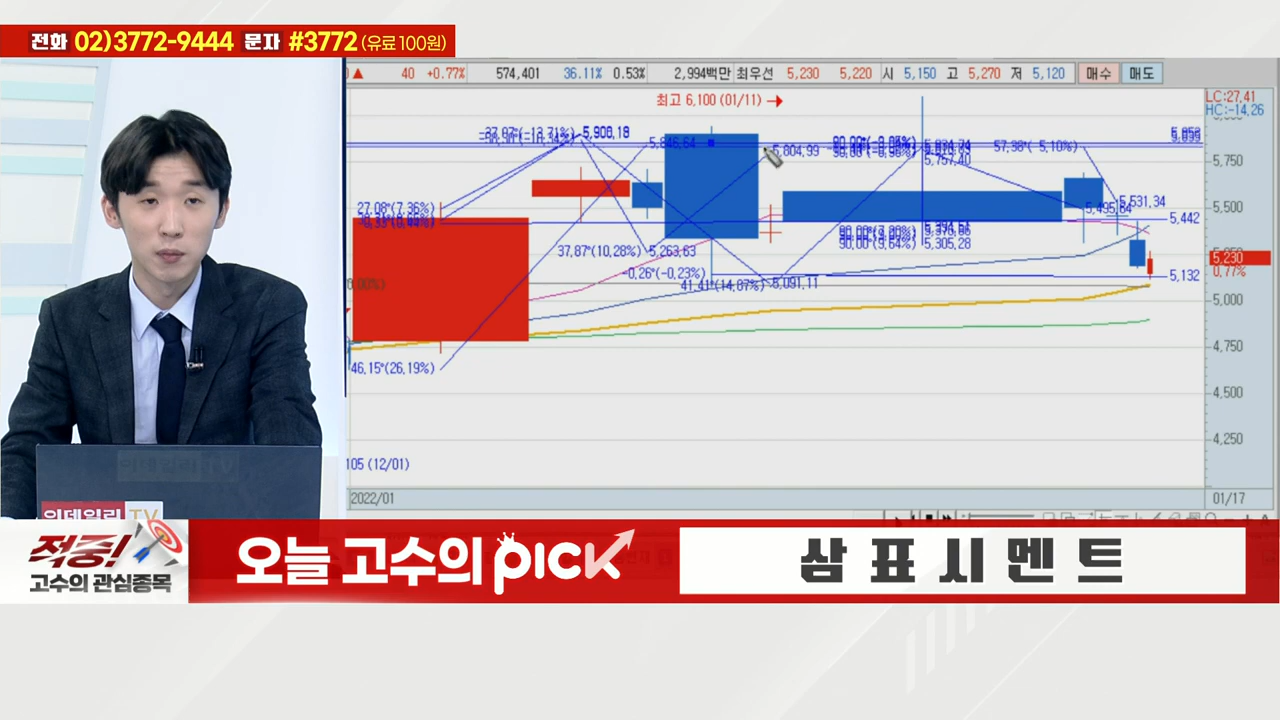 전화 02)3772-9444 문자 #3772 (유료 100원)
▲ 40 +0.77% 574,401 36.11% 0.53% 2,994백만 최우선 5,230 5,220 시 5,150 고 5,270 저 5,120 매수 매도
최고 6,100 (01/11)
LC:27.41
HC:-14.26
5,846,64
5,804,99
57,38*( 5,10%)
5,757,40
5,750
27,08*(7,36%)
5,531,34
5,500
5,495,64
5,442
37,87*(10,28%)
5,263,63
5,305,28
5,230
0.77%
-0,26*(-0,23%)
5,132
41,41*(14,87%)
5,091,11
5,000
4,750
46,15*(26,19%)
4,500
4,250
105 (12/01)
2022/01
01/17
이데일리 TV
적중!
고수의 관심종목
오늘 고수의 pick
삼표시멘트